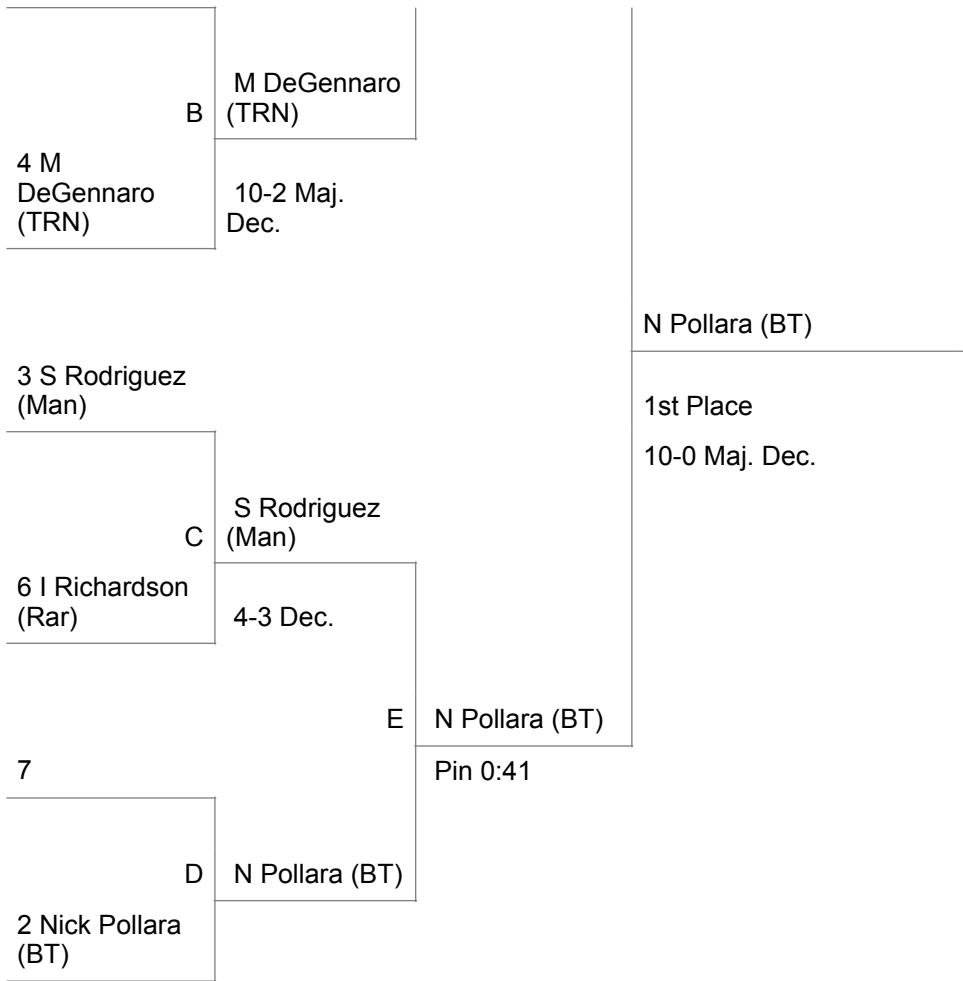 M DeGennaro
B
(TRN)
4 M
DeGennaro
(TRN)
10-2 Maj.
Dec.
N Pollara (BT)
3 S Rodriguez
(Man)
1st Place
10-0 Maj. Dec.
S Rodriguez
C
(Man)
6 I Richardson
(Rar)
4-3 Dec.
E
N Pollara (BT)
7
Pin 0:41
D
N Pollara (BT)
2 Nick Pollara
(BT)